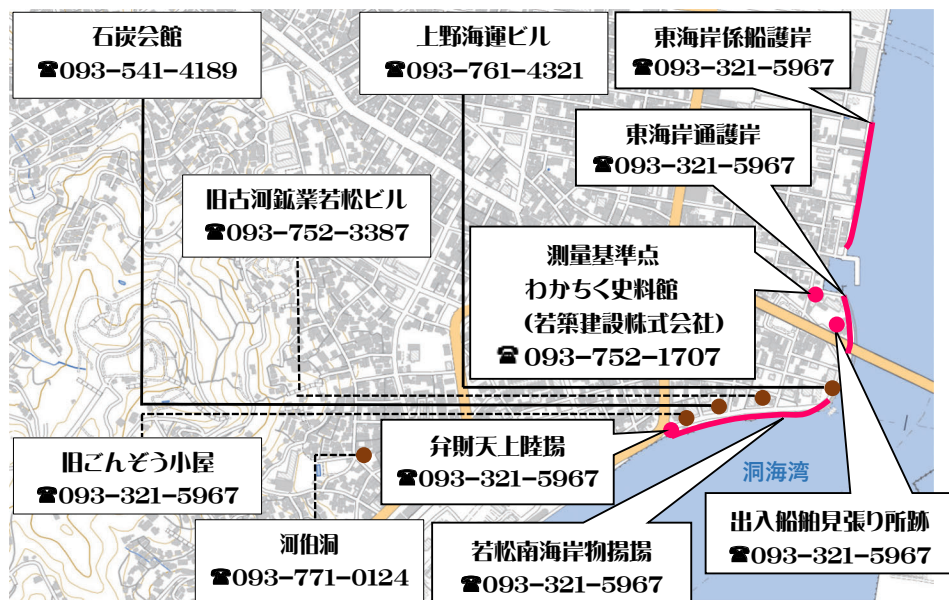 石炭会館
☎093-541-4189
上野海運ビル
☎093-761-4321
東海岸係船護岸
☎093-321-5967
東海岸通護岸
☎093-321-5967
旧古河鉱業若松ビル
☎093-752-3387
測量基準点
わかちく史料館
(若築建設株式会社)
☎093-752-1707
旧ごんぞう小屋
☎093-321-5967
弁財天上陸場
☎093-321-5967
洞海湾
河伯洞
☎093-771-0124
若松南海岸物揚場
☎093-321-5967
出入船舶見張り所跡
☎093-321-5967